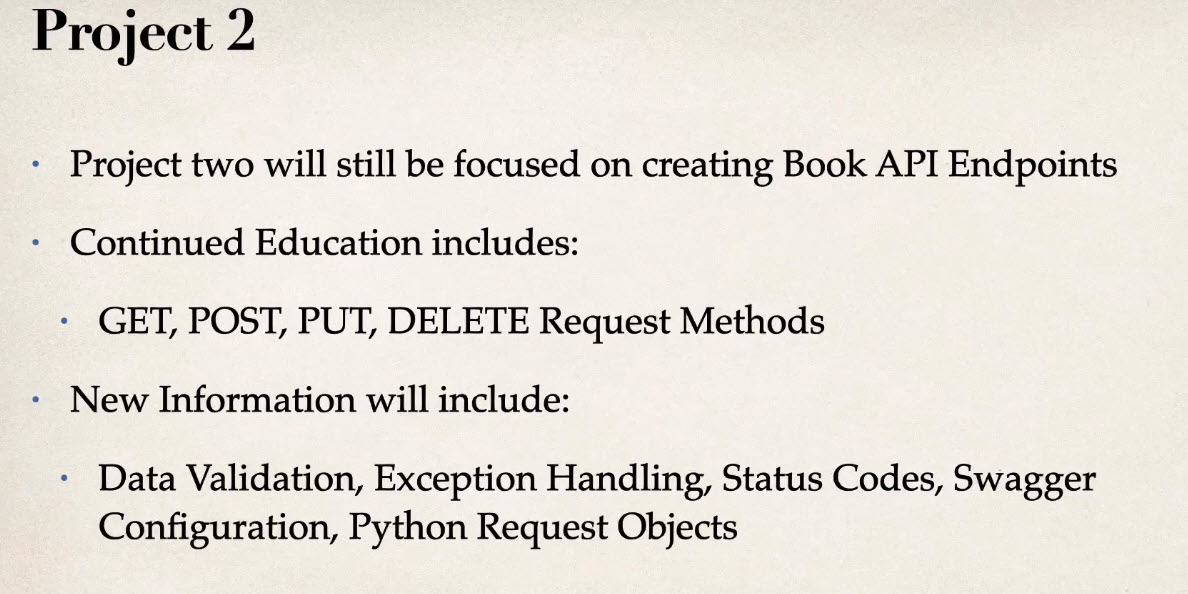 Project 2
• Project two will still be focused on creating Book API Endpoints
• Continued Education includes:
• GET, POST, PUT, DELETE Request Methods
• New Information will include:
• Data Validation, Exception Handling, Status Codes, Swagger
Configuration, Python Request Objects